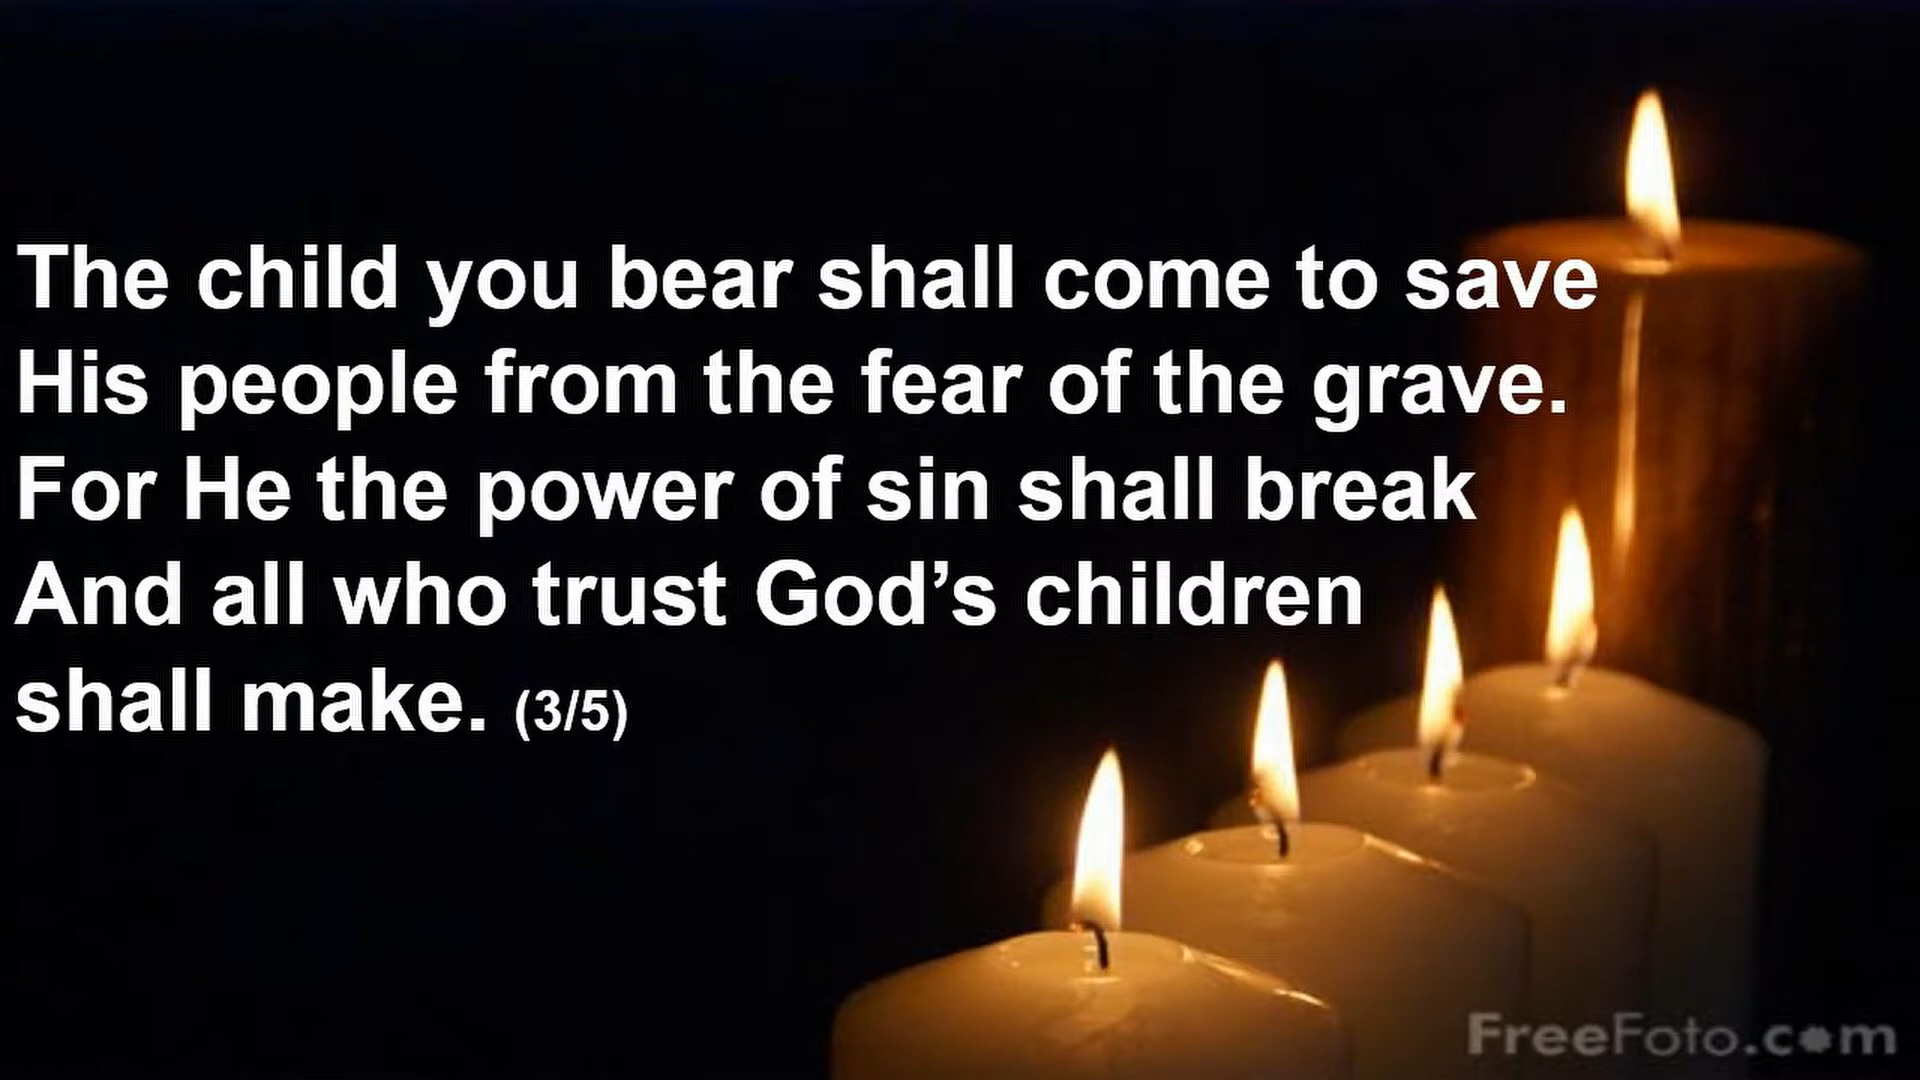 The child you bear shall come to save
His people from the fear of the grave.
For He the power of sin shall break
And all who trust God’s children
shall make. (3/5)
FreeFoto.com